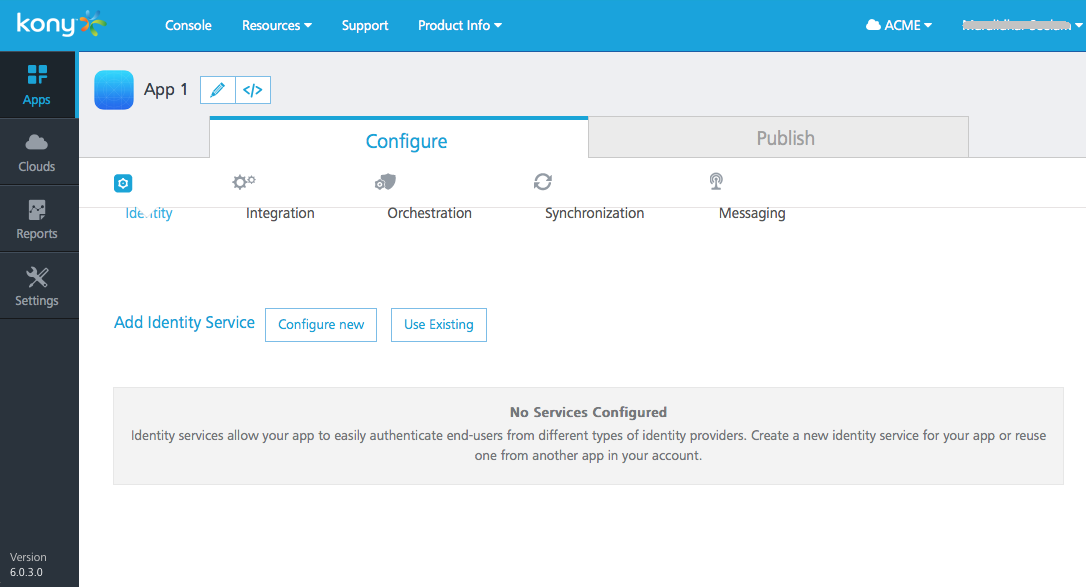 kony
Console Resources Support Product Info ACME
Apps
Clouds
Reports
Settings
App 1 </>
Configure Publish
Identity Integration Orchestration Synchronization Messaging
Add Identity Service Configure new Use Existing
No Services Configured
Identity services allow your app to easily authenticate end-users from different types of identity providers. Create a new identity service for your app or reuse
one from another app in your account.
Version
6.0.3.0